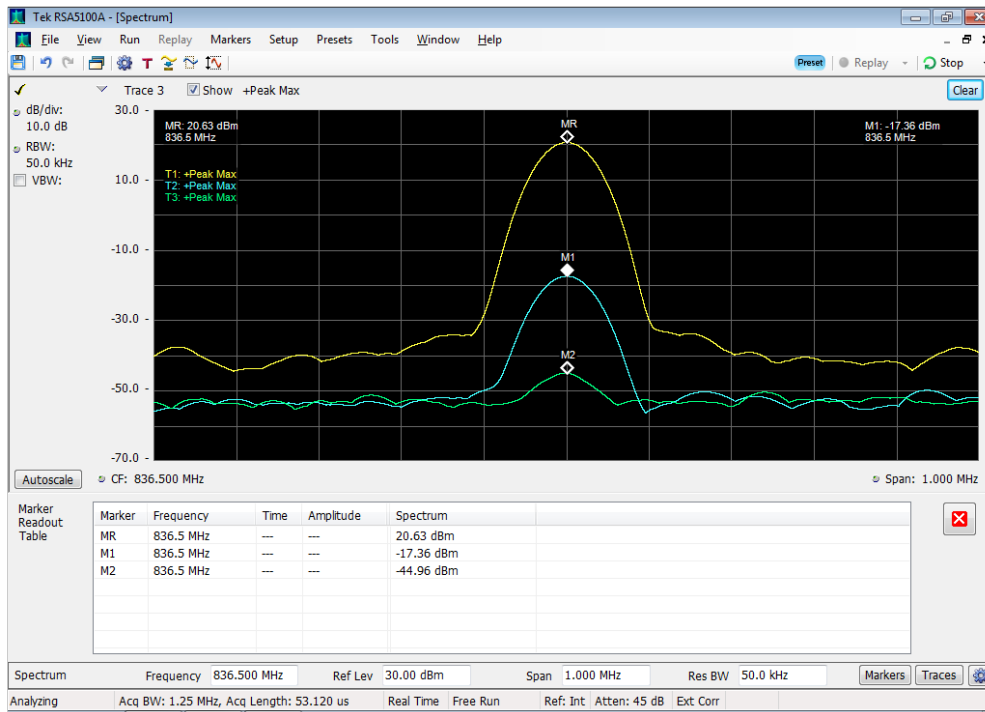 Tek RSA5100A - [Spectrum]
File View Run Replay Markers Setup Presets Tools Window Help
T Preset Replay Stop
Trace 3 Show +Peak Max Clear
dB/div:
10.0 dB
RBW:
50.0 kHz
VBW:
30.0 -
10.0 -
-10.0 -
-30.0 -
-50.0 -
-70.0 -
MR: 20.63 dBm
836.5 MHz
T1: +Peak Max
T2: +Peak Max
T3: +Peak Max
MR
M1
M2
M1: -17.36 dBm
836.5 MHz
Autoscale CF: 836.500 MHz Span: 1.000 MHz
Marker
Readout
Table
Marker Frequency Time Amplitude Spectrum
MR 836.5 MHz --- --- 20.63 dBm
M1 836.5 MHz --- --- -17.36 dBm
M2 836.5 MHz --- --- -44.96 dBm
Spectrum Frequency 836.500 MHz Ref Lev 30.00 dBm Span 1.000 MHz Res BW 50.0 kHz Markers Traces
Analyzing Acq BW: 1.25 MHz, Acq Length: 53.120 us Real Time Free Run Ref: Int Atten: 45 dB Ext Corr